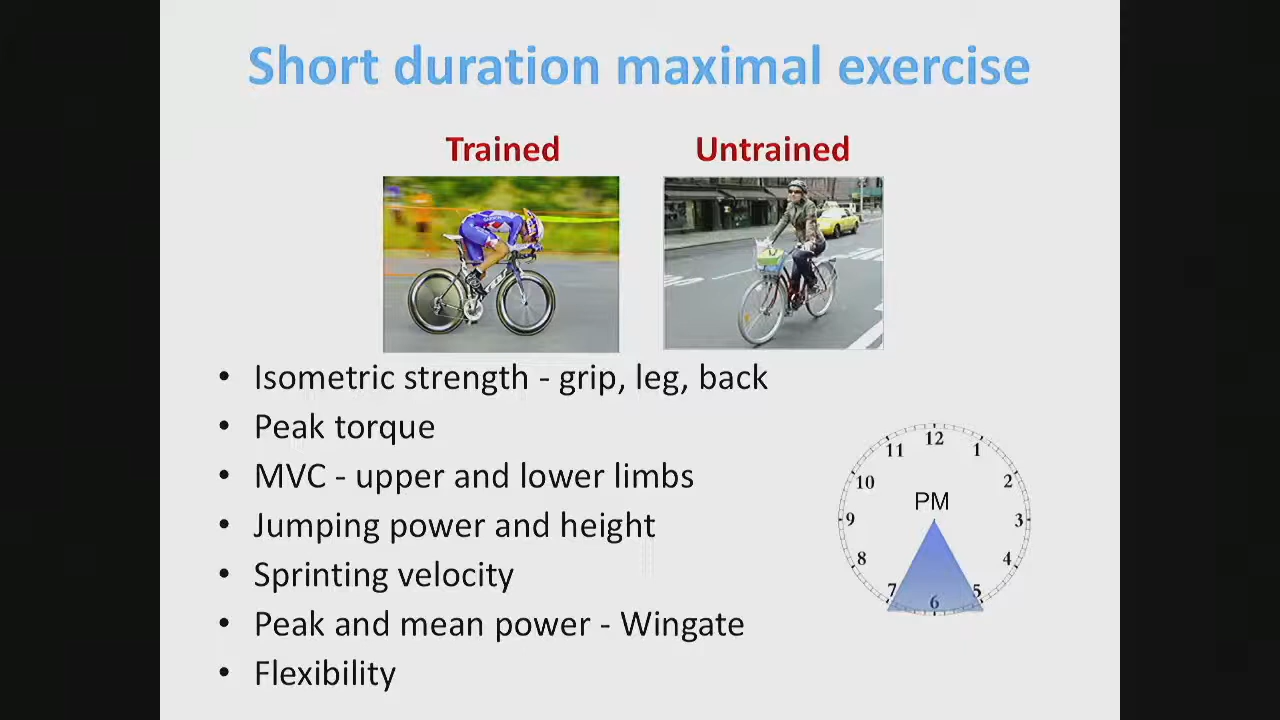 Short duration maximal exercise
Trained
Untrained
• Isometric strength - grip, leg, back
• Peak torque
• MVC - upper and lower limbs
• Jumping power and height
• Sprinting velocity
• Peak and mean power - Wingate
• Flexibility
12
11
1
10
2
PM
9
3
8
4
7
5
6